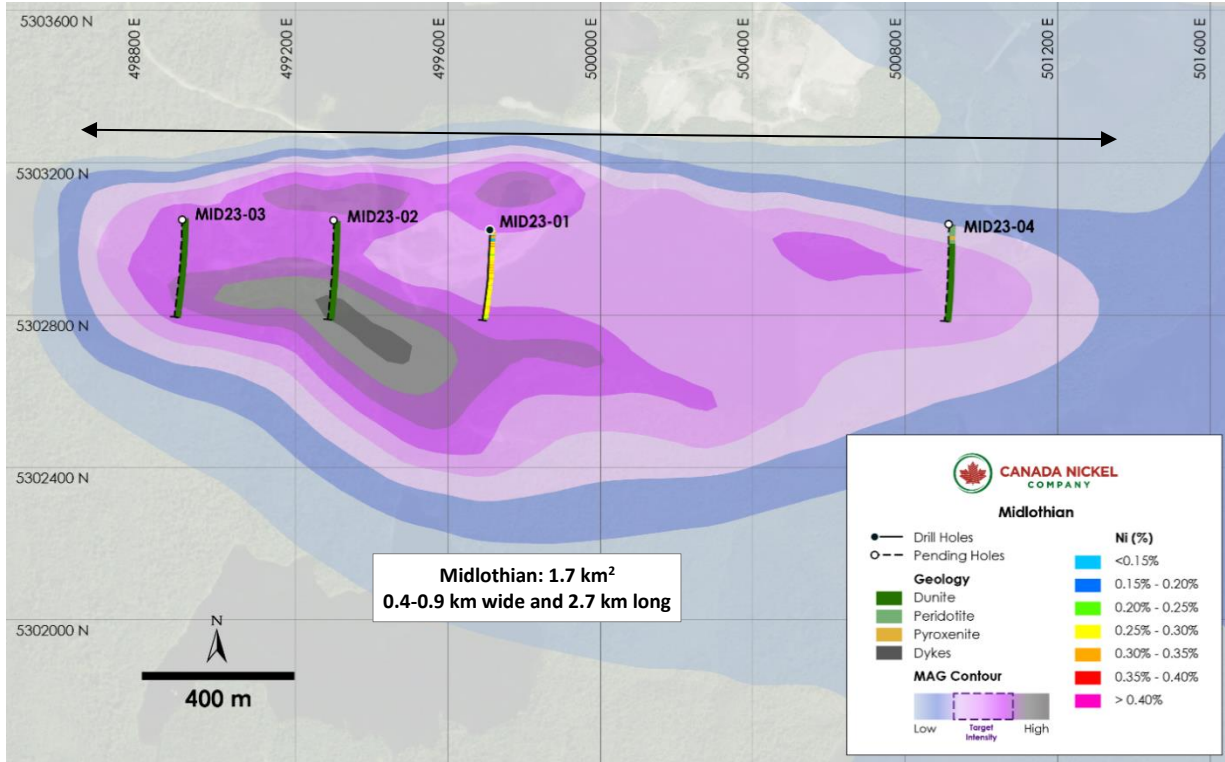 5303600 N
498800 E
499200 E
499600 E
500000 E
500400 E
500800 E
501200 E
501600 E
5303200 N
MID23-03
MID23-02
MID23-01
MID23-04
5302800 N
5302400 N
5302000 N
Midlothian: 1.7 km²
0.4-0.9 km wide and 2.7 km long
N
400 m
CANADA NICKEL
COMPANY
Midlothian
Drill Holes
Pending Holes
Geology
Dunite
Peridotite
Pyroxenite
Dykes
MAG Contour
Low
Target
Intensity
High
Ni (%)
<0.15%
0.15% - 0.20%
0.20% - 0.25%
0.25% - 0.30%
0.30% - 0.35%
0.35% - 0.40%
> 0.40%